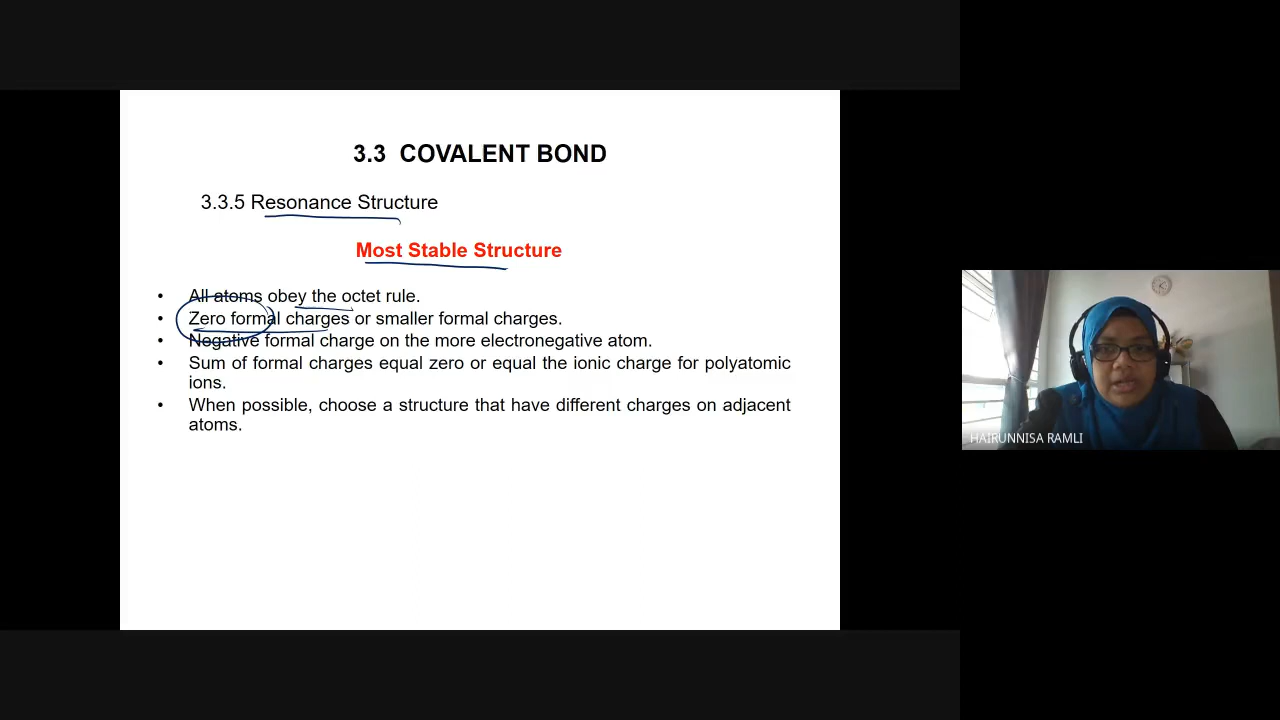 3.3 COVALENT BOND
3.3.5 Resonance Structure
Most Stable Structure
• All atoms obey the octet rule.
• Zero formal charges or smaller formal charges.
• Negative formal charge on the more electronegative atom.
• Sum of formal charges equal zero or equal the ionic charge for polyatomic
ions.
• When possible, choose a structure that have different charges on adjacent
atoms.
HAIRUNNISA RAMLI